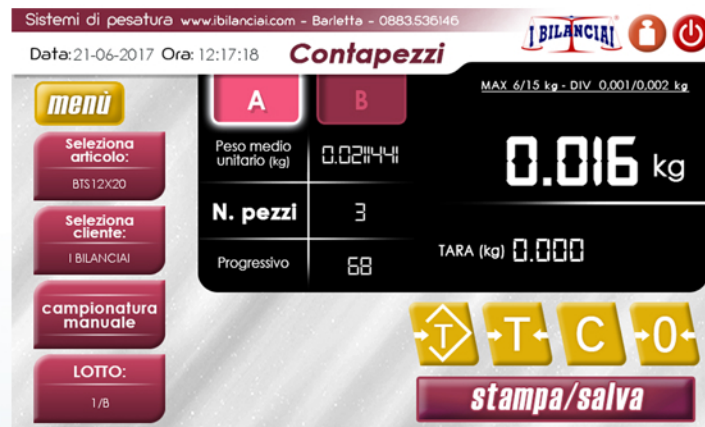 Sistemi di pesatura www.ibilanciai.com - Barletta - 0883.536146
I BILANCIAI
Data:21-06-2017 Ora: 12:17:18 Contapezzi
menù
A
B
MAX 6/15 kg - DIV 0,001/0,002 kg
Seleziona
articolo:
BTS12X20
Peso medio
unitario (kg)
0.021441
0.016 kg
Seleziona
cliente:
I BILANCIAI
N. pezzi
3
Progressivo
68
TARA (kg) 0.000
campionatura
manuale
T
T
C
0
LOTTO:
1/B
stampa/salva